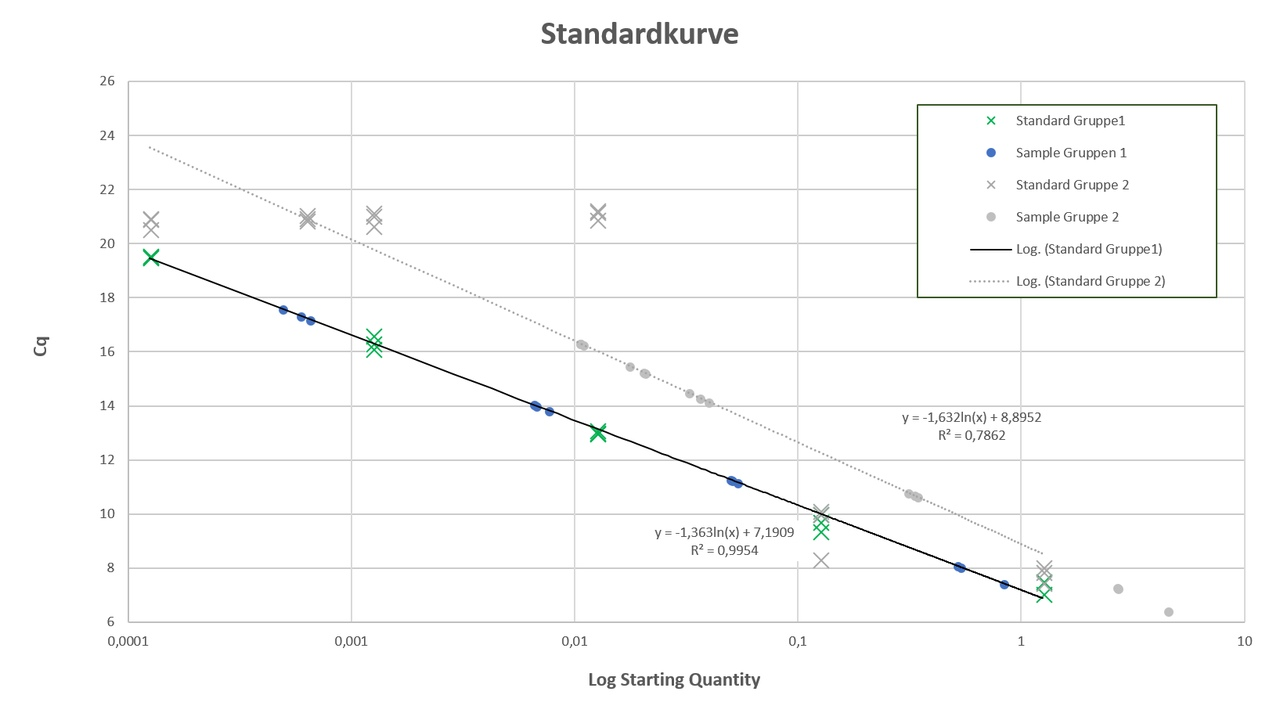 Standardkurve
26
24
22
20
18
16
14
12
10
8
6
Cq
Standard Gruppe1
Sample Gruppen 1
Standard Gruppe 2
Sample Gruppe 2
Log. (Standard Gruppe1)
Log. (Standard Gruppe 2)
y = -1,632ln(x) + 8,8952
R² = 0,7862
y = -1,363ln(x) + 7,1909
R² = 0,9954
0,0001
0,001
0,01
0,1
1
10
Log Starting Quantity